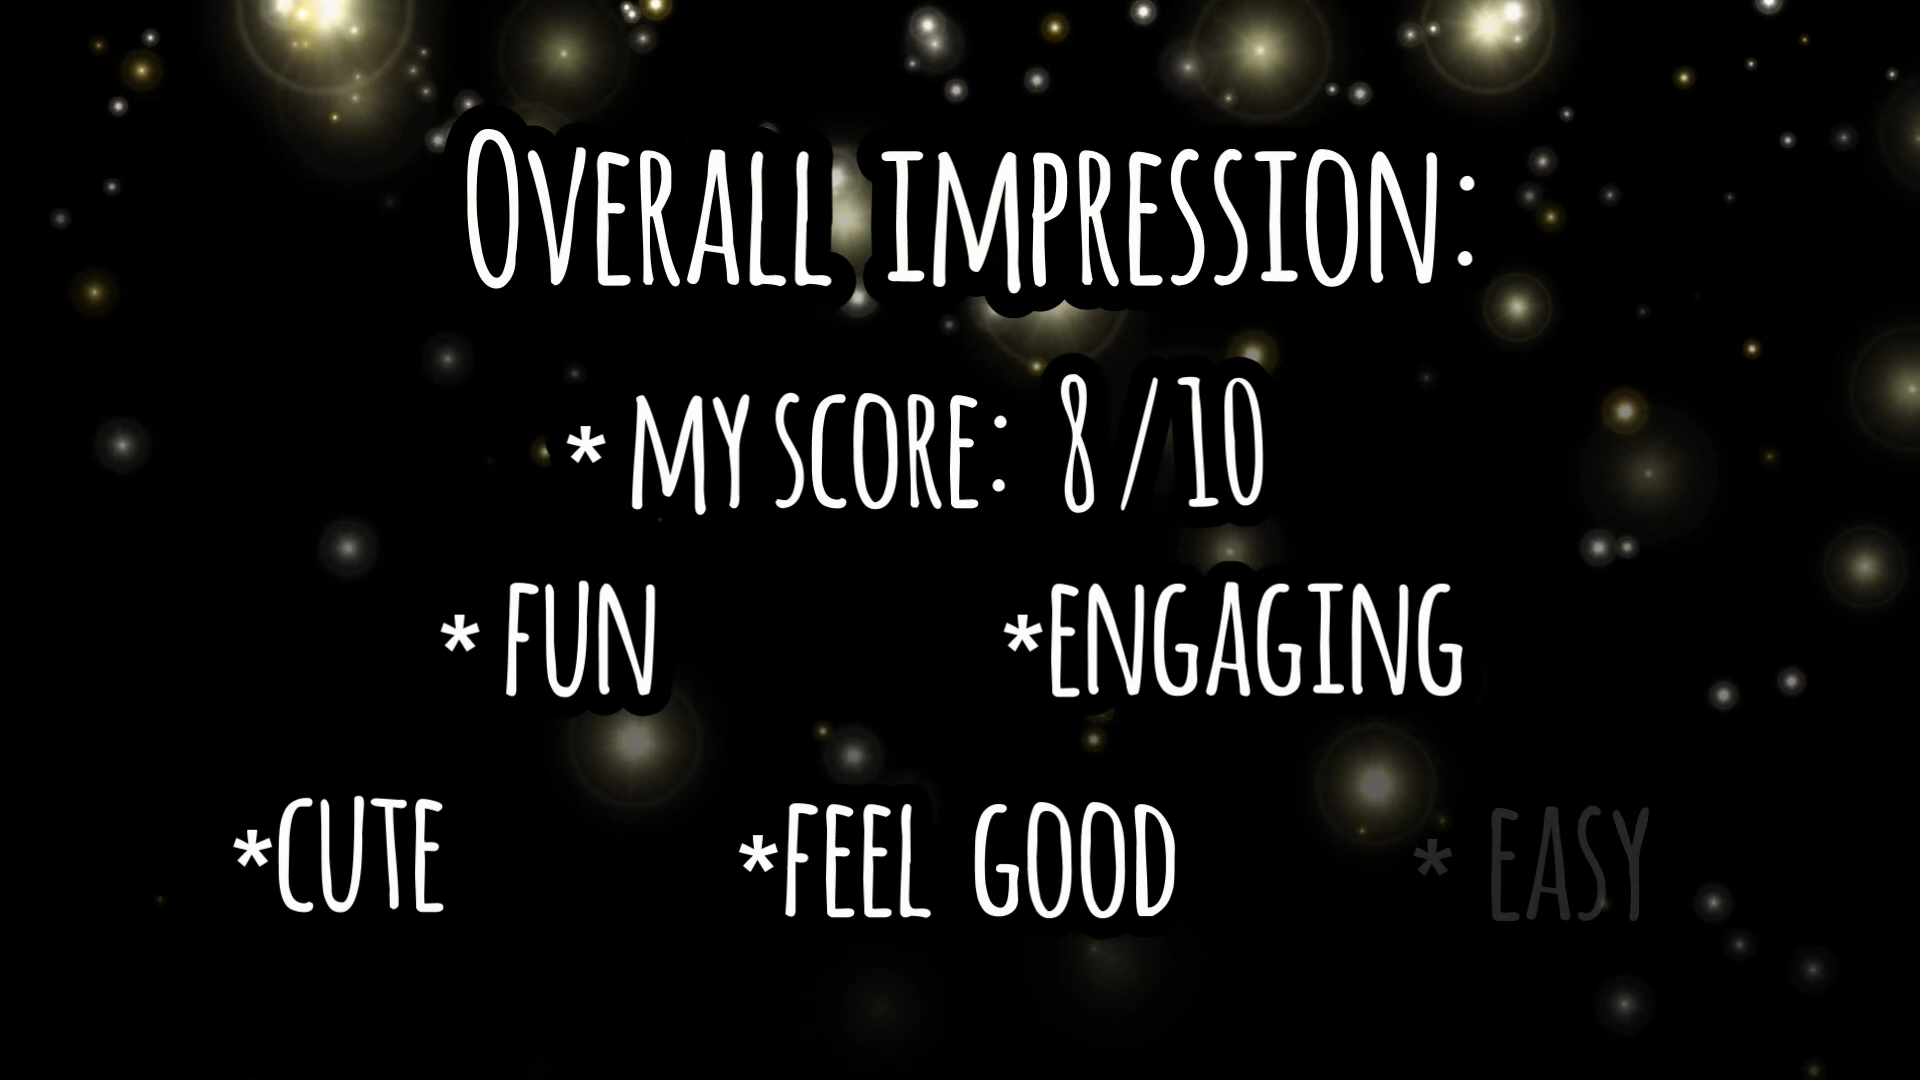 Overall impression:
* my score: 8/10
* fun *engaging
*cute *feel good * easy